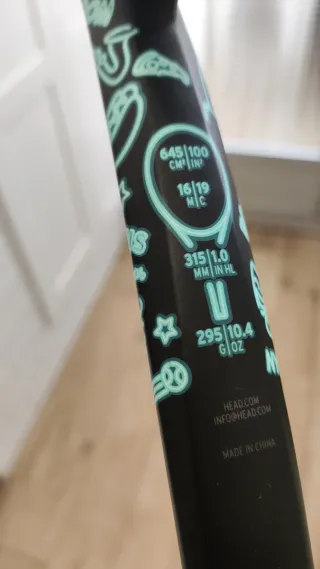 645|100
CM²|IN²
16|19
M|C
315|1.0
MM|IN HL
295|10.4
G|OZ
HEAD.COM
INFO@HEAD.COM
MADE IN CHINA